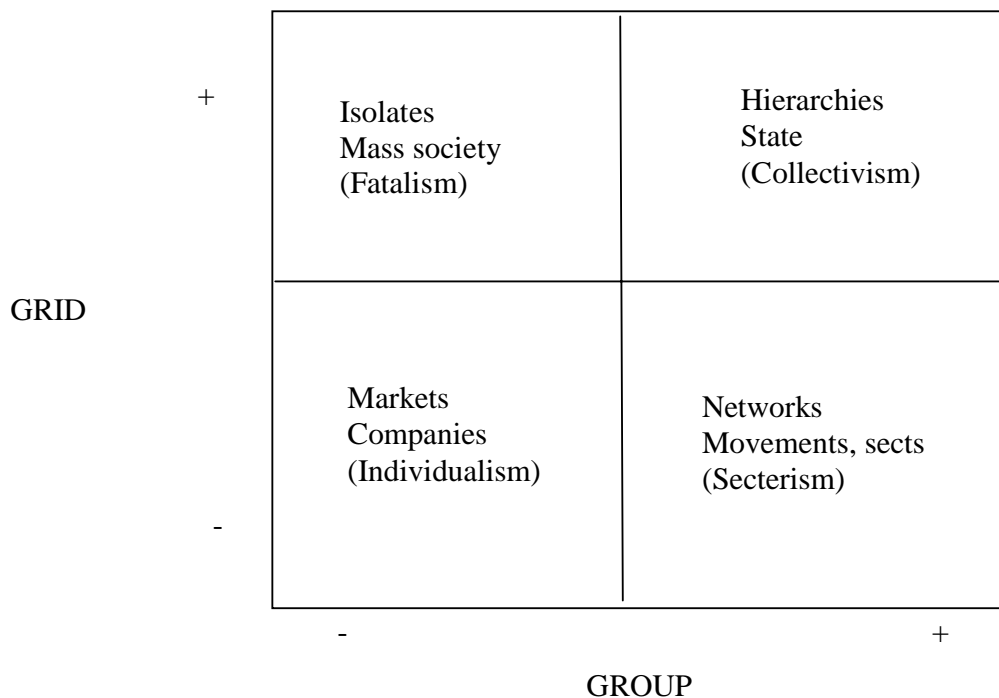 +
Isolates
Mass society
(Fatalism)
Hierarchies
State
(Collectivism)
GRID
Markets
Companies
(Individualism)
Networks
Movements, sects
(Secterism)
-
-
+
GROUP